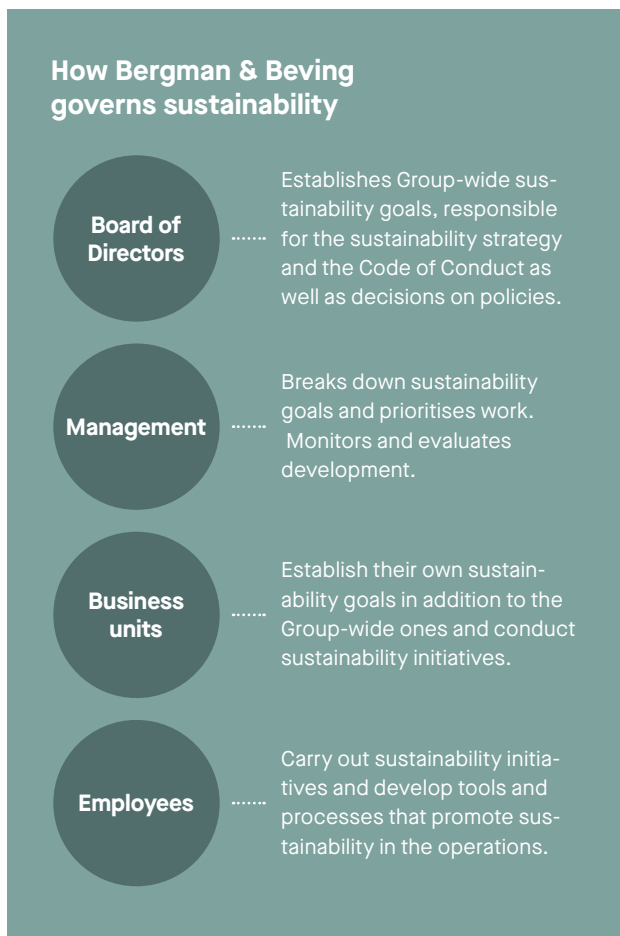 How Bergman & Beving
governs sustainability
Board of
Directors
Establishes Group-wide sus-
tainability goals, responsible
for the sustainability strategy
and the Code of Conduct as
well as decisions on policies.
Management
Breaks down sustainability
goals and prioritises work.
Monitors and evaluates
development.
Business
units
Establish their own sustain-
ability goals in addition to the
Group-wide ones and conduct
sustainability initiatives.
Employees
Carry out sustainability initia-
tives and develop tools and
processes that promote sus-
tainability in the operations.